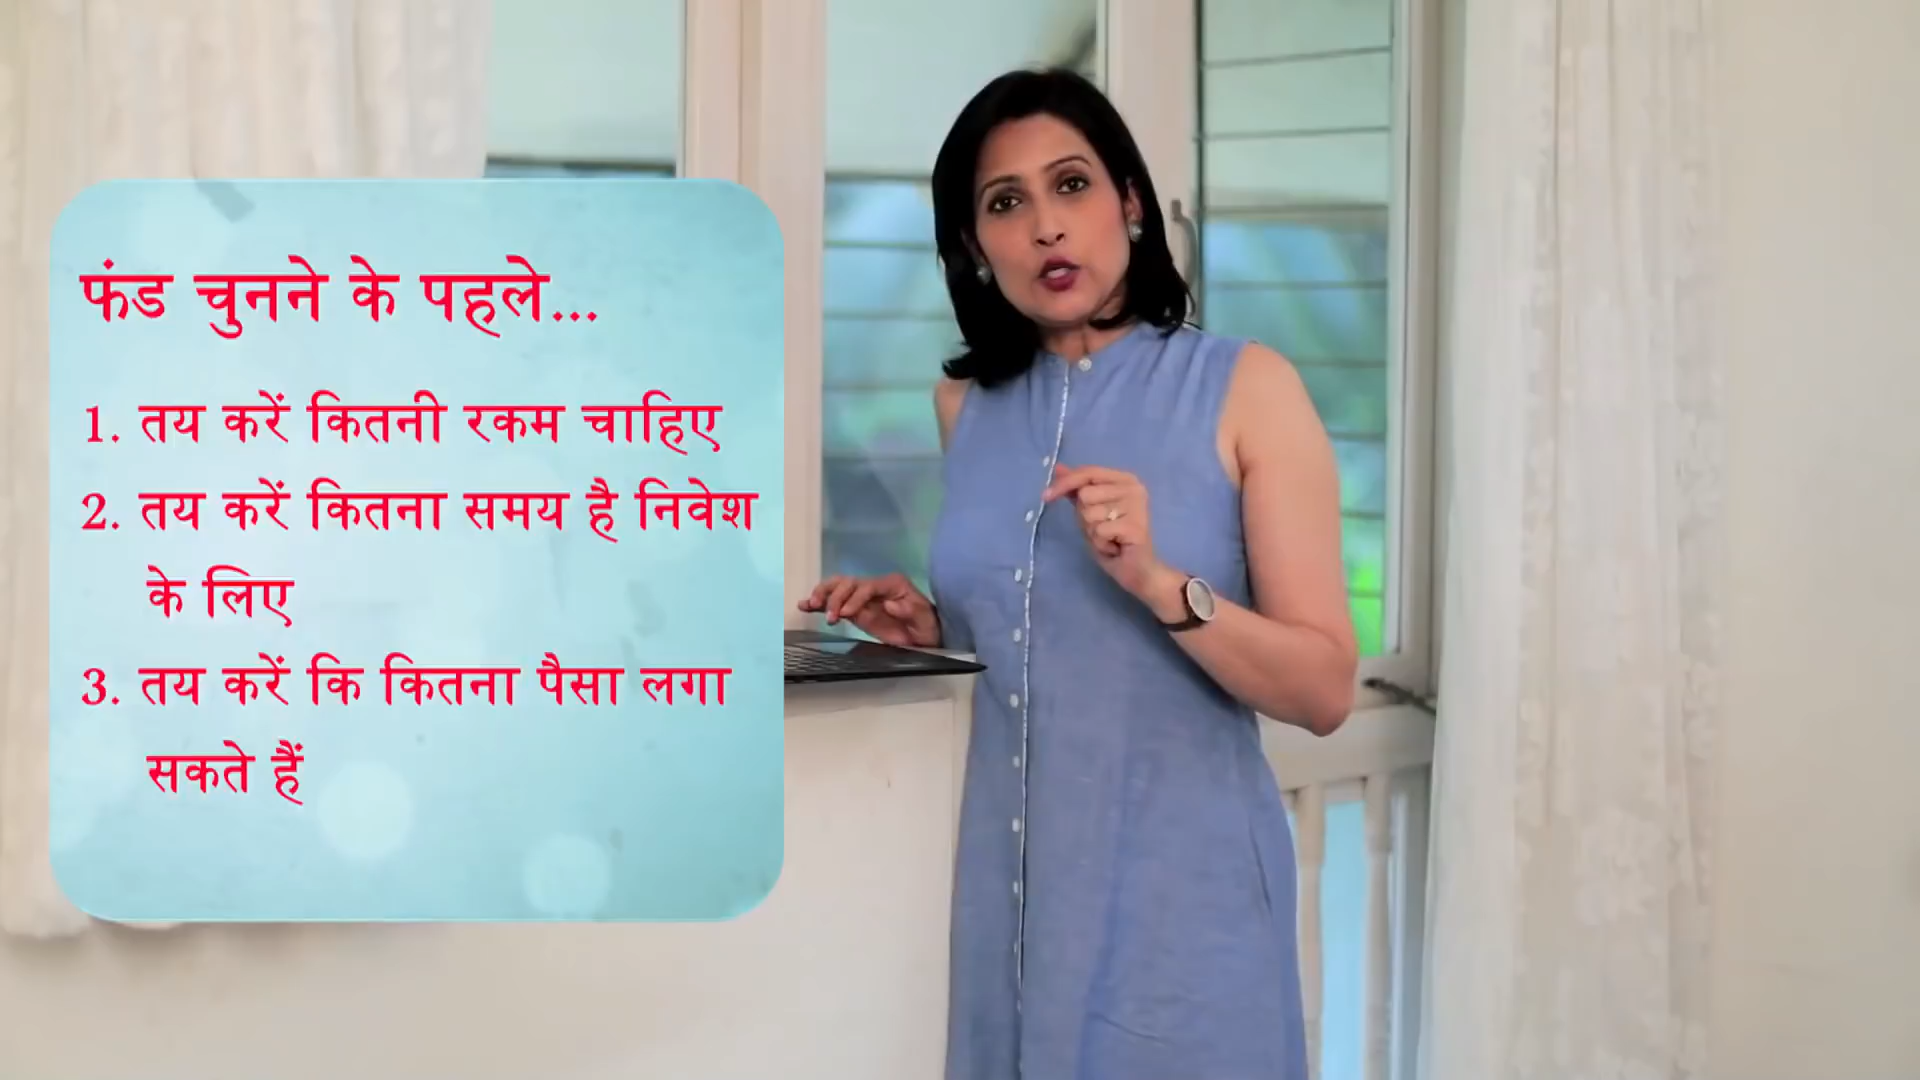 फंड चुनने के पहले...
1. तय करें कितनी रकम चाहिए
2. तय करें कितना समय है निवेश
के लिए
3. तय करें कि कितना पैसा लगा
सकते हैं